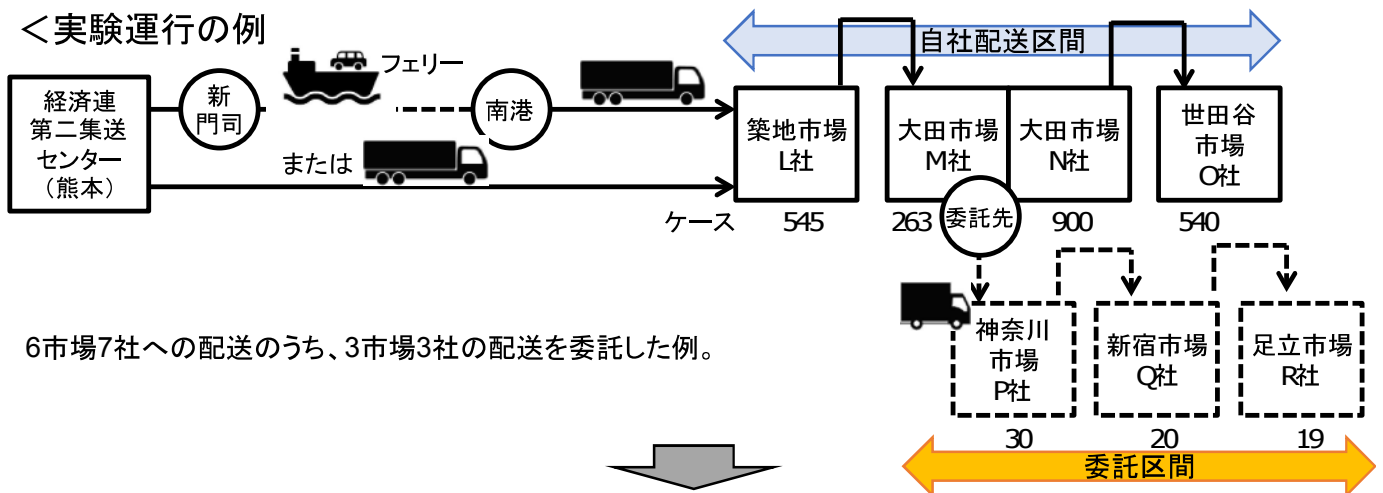 ＜実験運行の例
自社配送区間
経済連
第二集送
センター
（熊本）
新
門司
フェリー
南港
または
築地市場
L社
大田市場
M社
大田市場
N社
世田谷
市場
O社
ケース
545
263
委託先
900
540
神奈川
市場
P社
新宿市場
Q社
足立市場
R社
6市場7社への配送のうち、3市場3社の配送を委託した例。
30
20
19
委託区間